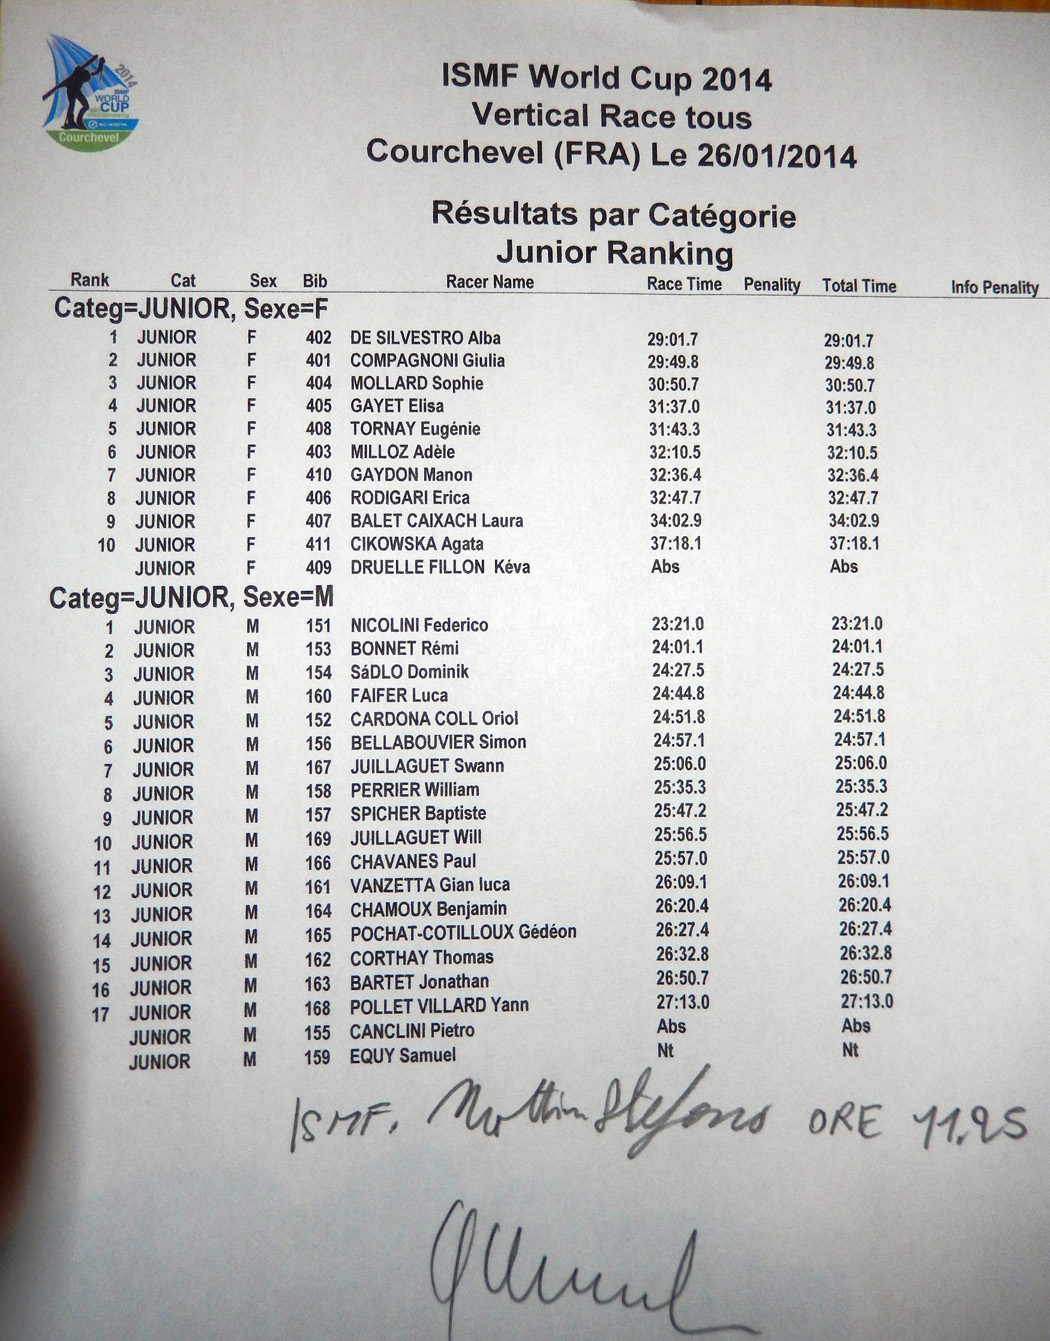 2014
ISMF
WORLD
CUP
Courchevel
ISMF World Cup 2014
Vertical Race tous
Courchevel (FRA) Le 26/01/2014
Résultats par Catégorie
Junior Ranking
Rank Cat Sex Bib Racer Name Race Time Penality Total Time Info Penality
Categ=JUNIOR, Sexe=F
1 JUNIOR F 402 DE SILVESTRO Alba 29:01.7 29:01.7
2 JUNIOR F 401 COMPAGNONI Giulia 29:49.8 29:49.8
3 JUNIOR F 404 MOLLARD Sophie 30:50.7 30:50.7
4 JUNIOR F 405 GAYET Elisa 31:37.0 31:37.0
5 JUNIOR F 408 TORNAY Eugénie 31:43.3 31:43.3
6 JUNIOR F 403 MILLOZ Adèle 32:10.5 32:10.5
7 JUNIOR F 410 GAYDON Manon 32:36.4 32:36.4
8 JUNIOR F 406 RODIGARI Erica 32:47.7 32:47.7
9 JUNIOR F 407 BALET CAIXACH Laura 34:02.9 34:02.9
10 JUNIOR F 411 CIKOWSKA Agata 37:18.1 37:18.1
JUNIOR F 409 DRUELLE FILLON Kéva Abs Abs
Categ=JUNIOR, Sexe=M
1 JUNIOR M 151 NICOLINI Federico 23:21.0 23:21.0
2 JUNIOR M 153 BONNET Rémi 24:01.1 24:01.1
3 JUNIOR M 154 SáDLO Dominik 24:27.5 24:27.5
4 JUNIOR M 160 FAIFER Luca 24:44.8 24:44.8
5 JUNIOR M 152 CARDONA COLL Oriol 24:51.8 24:51.8
6 JUNIOR M 156 BELLABOUVIER Simon 24:57.1 24:57.1
7 JUNIOR M 167 JUILLAGUET Swann 25:06.0 25:06.0
8 JUNIOR M 158 PERRIER William 25:35.3 25:35.3
9 JUNIOR M 157 SPICHER Baptiste 25:47.2 25:47.2
10 JUNIOR M 169 JUILLAGUET Will 25:56.5 25:56.5
11 JUNIOR M 166 CHAVANES Paul 25:57.0 25:57.0
12 JUNIOR M 161 VANZETTA Gian luca 26:09.1 26:09.1
13 JUNIOR M 164 CHAMOUX Benjamin 26:20.4 26:20.4
14 JUNIOR M 165 POCHAT-COTILLOUX Gédéon 26:27.4 26:27.4
15 JUNIOR M 162 CORTHAY Thomas 26:32.8 26:32.8
16 JUNIOR M 163 BARTET Jonathan 26:50.7 26:50.7
17 JUNIOR M 168 POLLET VILLARD Yann 27:13.0 27:13.0
JUNIOR M 155 CANCLINI Pietro Abs Abs
JUNIOR M 159 EQUY Samuel Nt Nt
ISMF. Stefano ORE 11,25